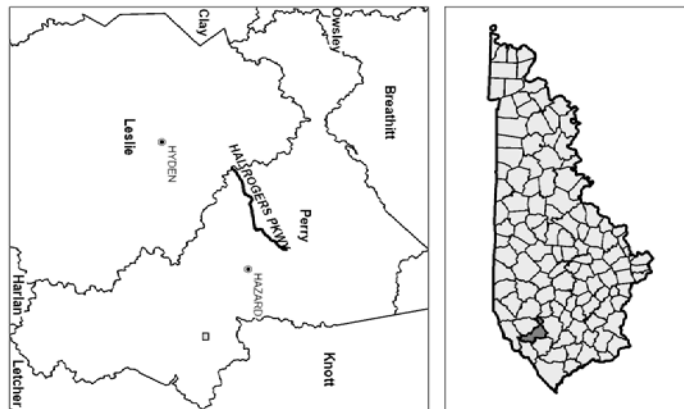 Clay
Owsley
Breathitt
Leslie
HYDEN
HAL ROGERS PKWY
Perry
HAZARD
Knott
Harlan
Letcher